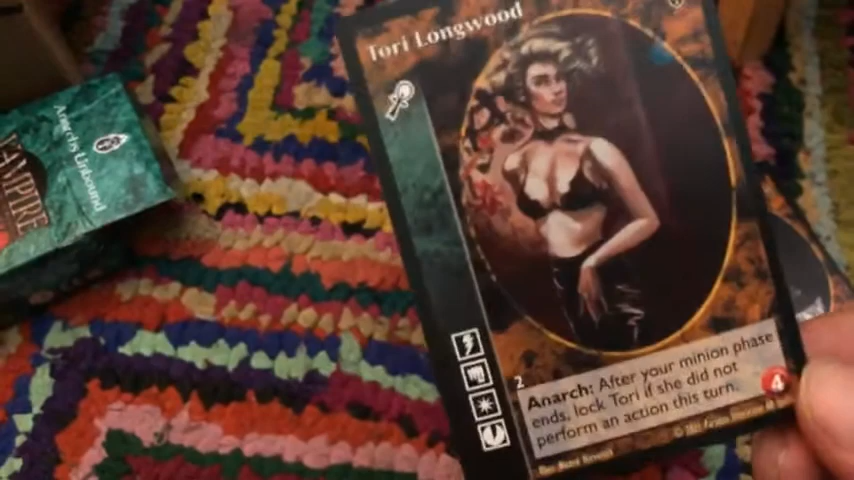 Tori Longwood
Anarchs Unbound
VAMPIRE
2
Anarch: After your minion phase
ends, lock Tori if she did not
perform an action this turn.
4